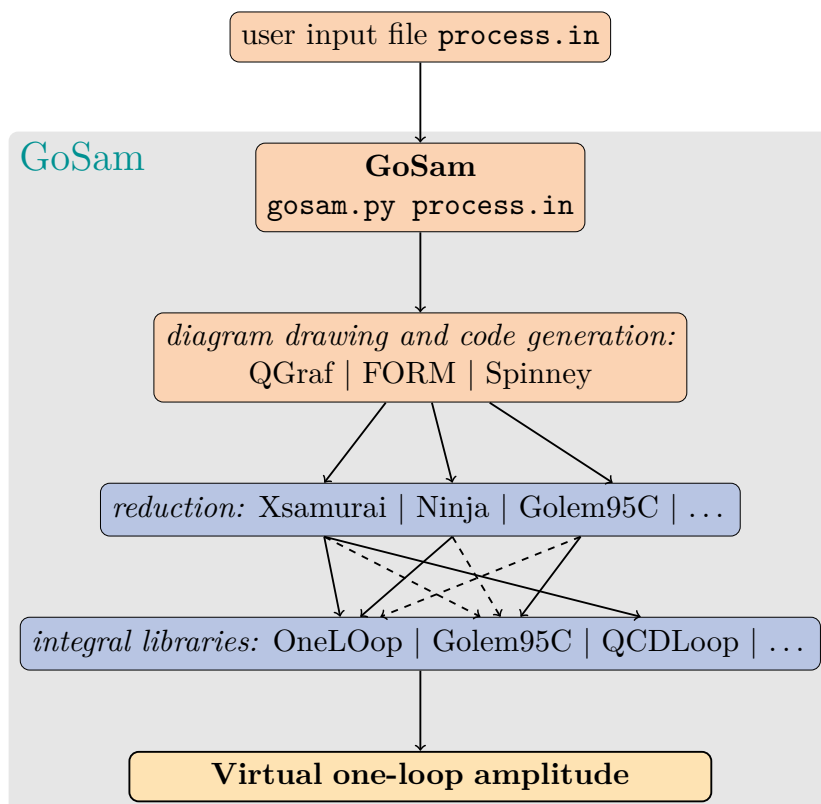 user input file process.in
GoSam
GoSam
gosam.py process.in
diagram drawing and code generation:
QGraf | FORM | Spinney
reduction: Xsamurai | Ninja | Golem95C | ...
integral libraries: OneLOop | Golem95C | QCDLoop | ...
Virtual one-loop amplitude